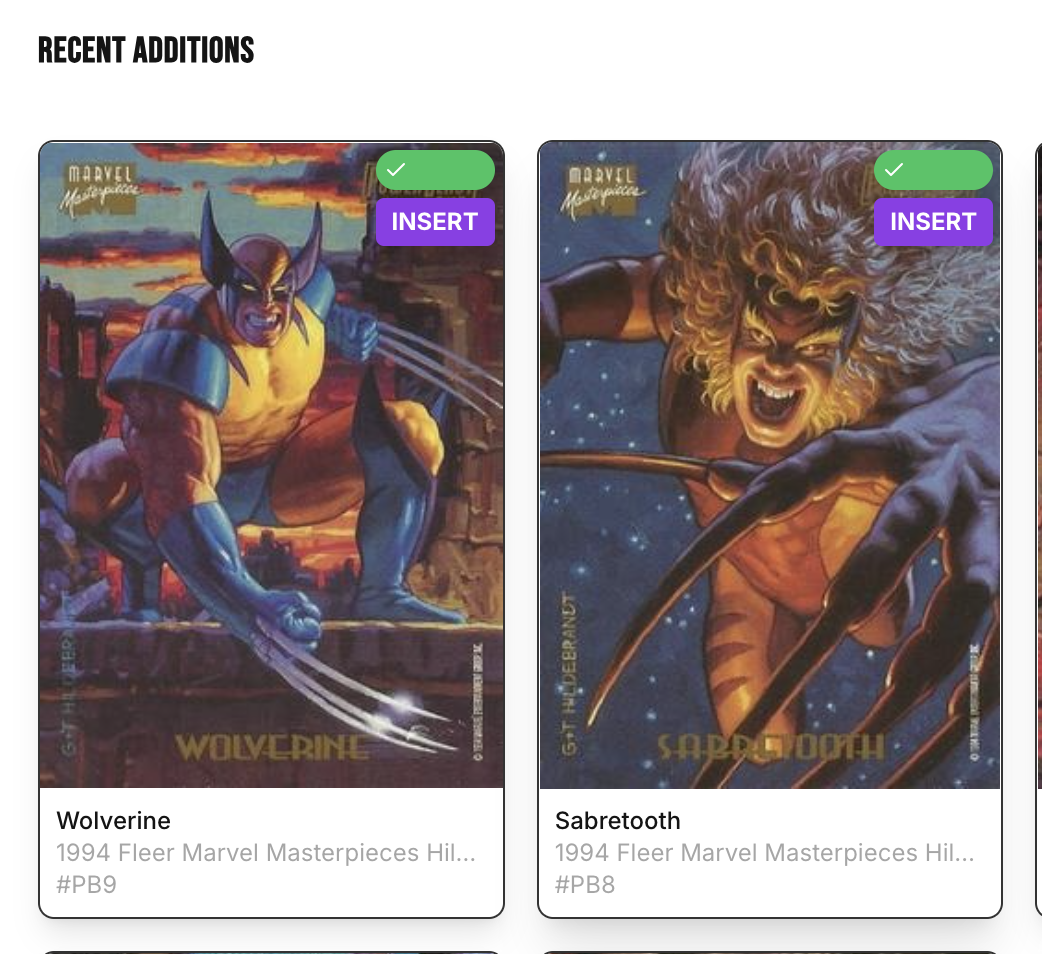 RECENT ADDITIONS
MARVEL
Masterpieces
INSERT
G+T HILDEBRANDT
WOLVERINE
MARVEL
Masterpieces
INSERT
G+T HILDEBRANDT
SABRETOOTH
Wolverine
1994 Fleer Marvel Masterpieces Hil...
#PB9
Sabretooth
1994 Fleer Marvel Masterpieces Hil...
#PB8